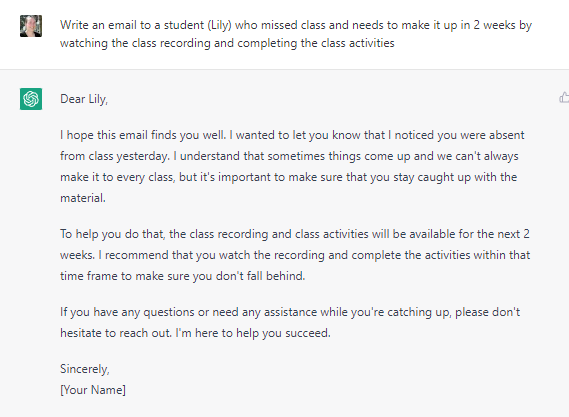 Write an email to a student (Lily) who missed class and needs to make it up in 2 weeks by
watching the class recording and completing the class activities
Dear Lily,
I hope this email finds you well. I wanted to let you know that I noticed you were absent
from class yesterday. I understand that sometimes things come up and we can't always
make it to every class, but it's important to make sure that you stay caught up with the
material.
To help you do that, the class recording and class activities will be available for the next 2
weeks. I recommend that you watch the recording and complete the activities within that
time frame to make sure you don't fall behind.
If you have any questions or need any assistance while you're catching up, please don't
hesitate to reach out. I'm here to help you succeed.
Sincerely,
[Your Name]